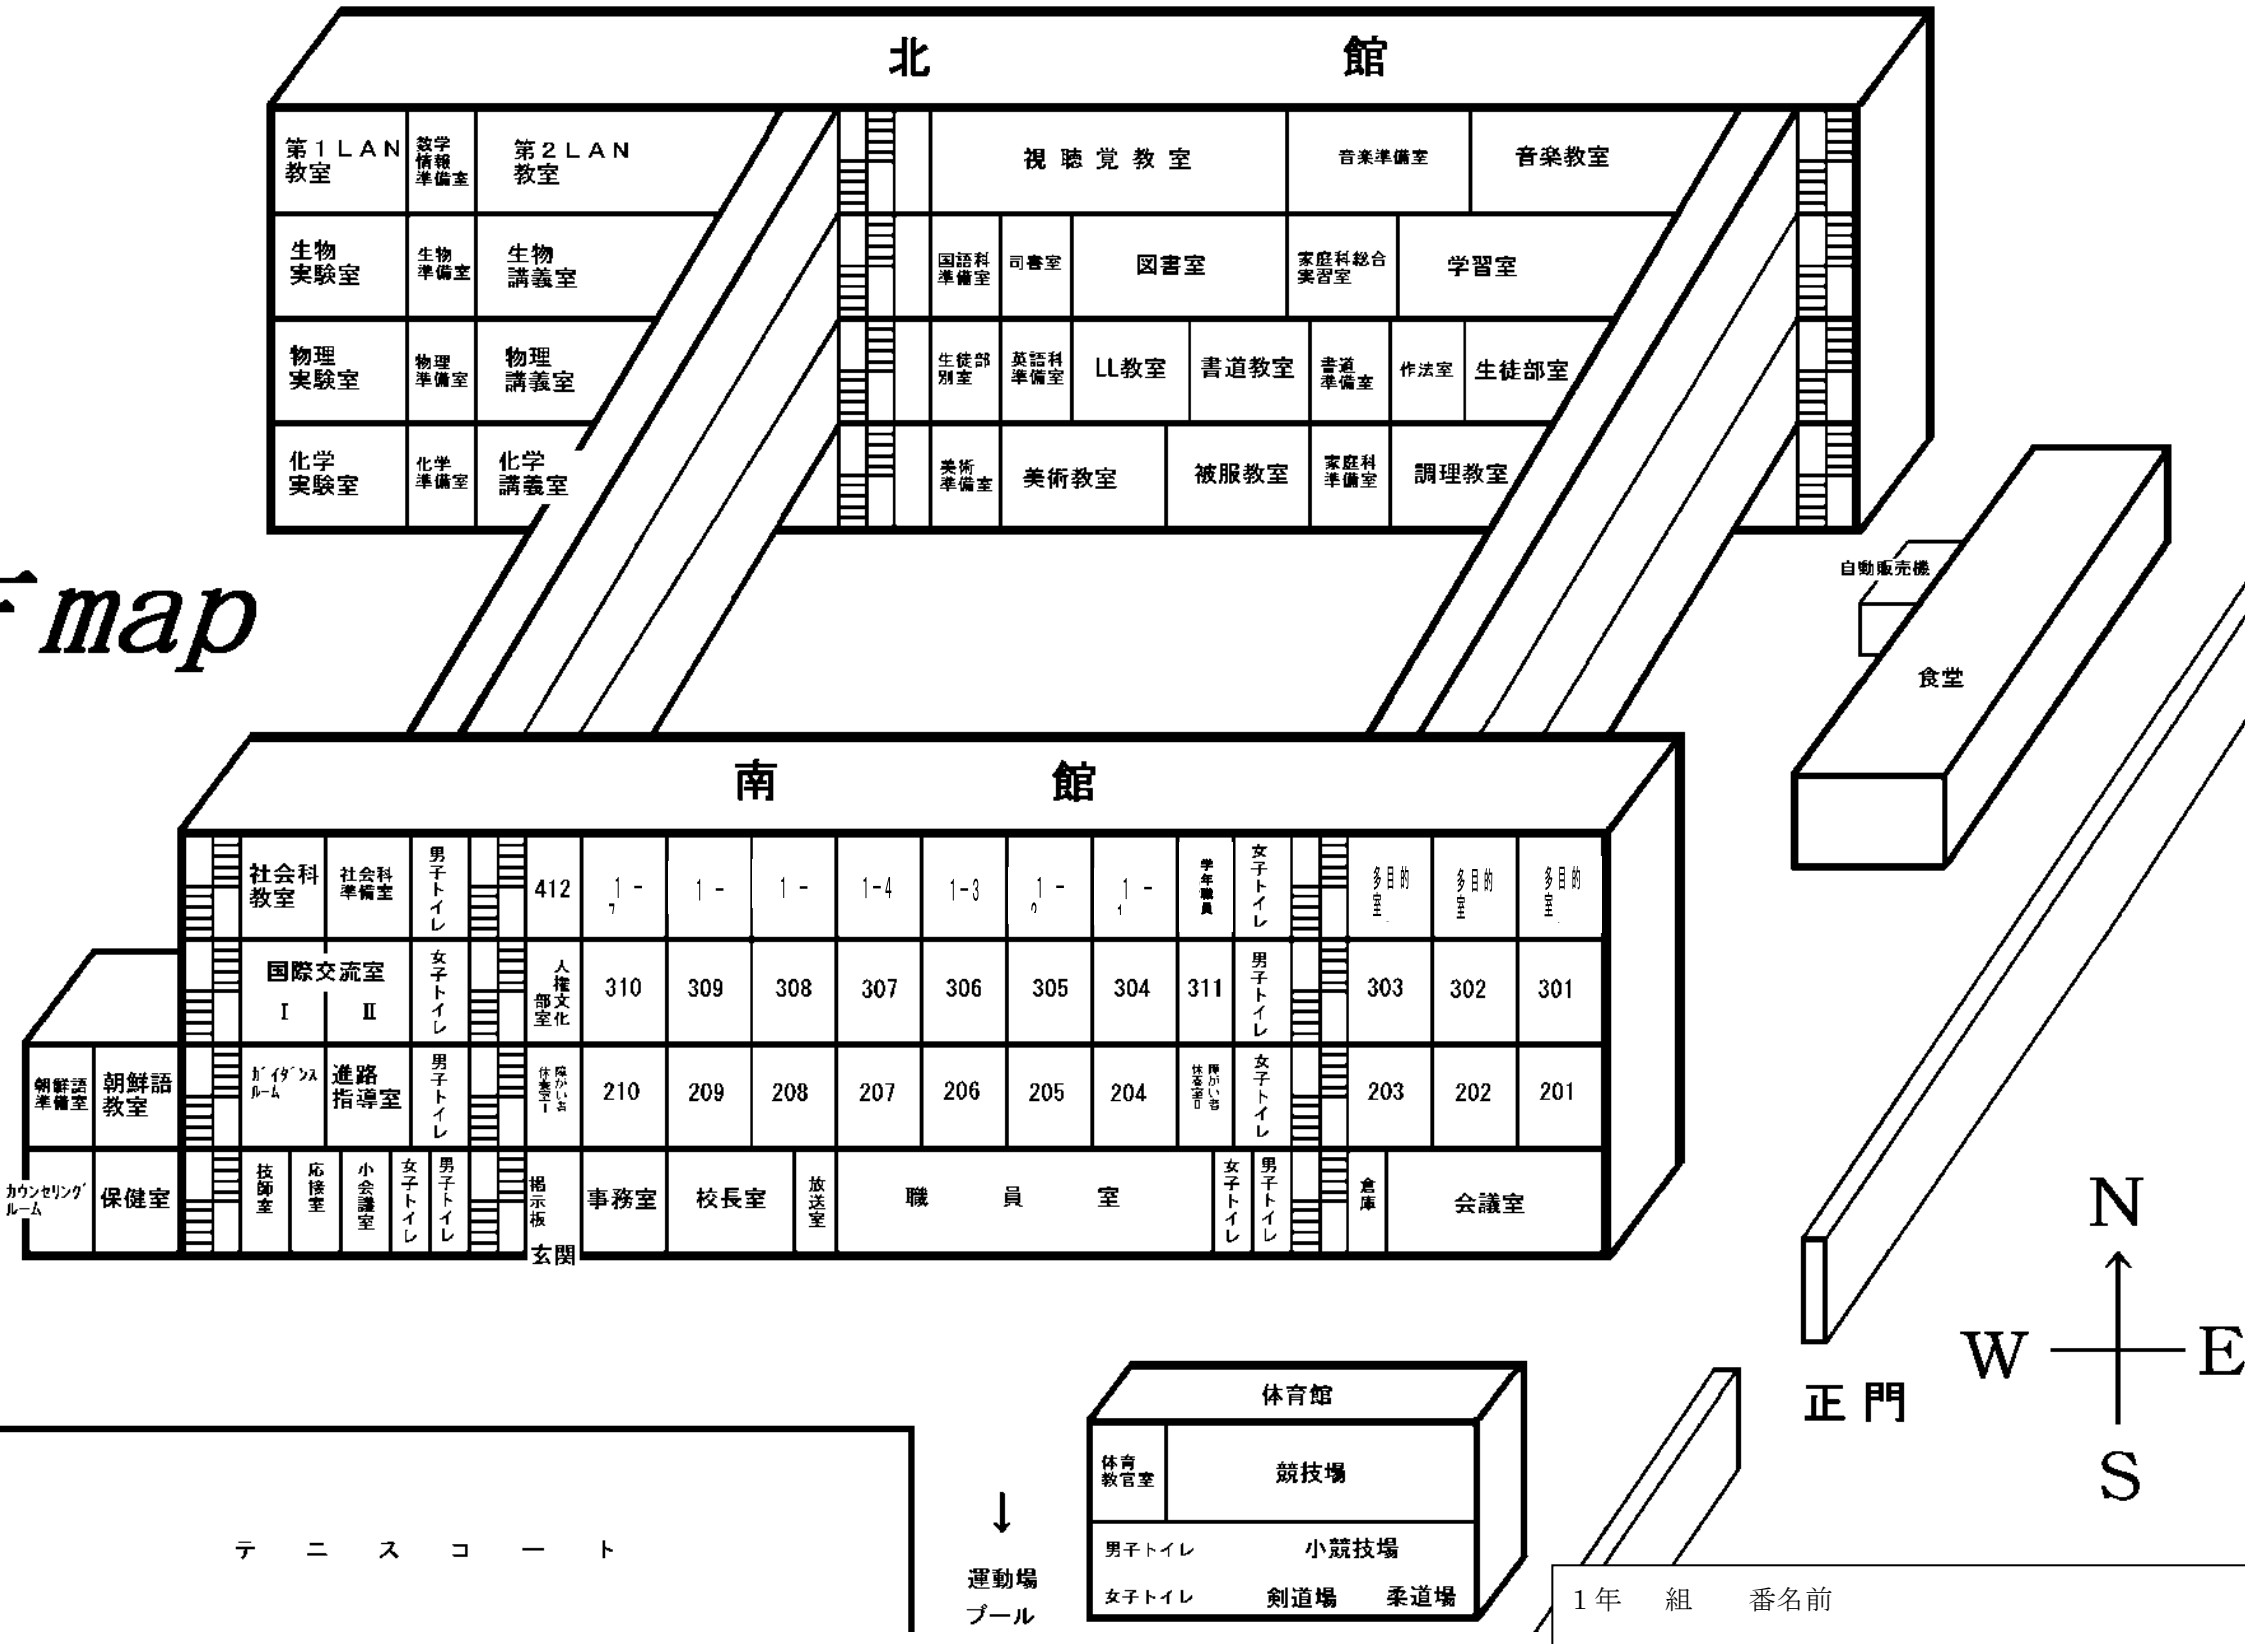 北 館
第1LAN
教室
数学
情報
準備室
第2LAN
教室
視聴覚教室
音楽準備室
音楽教室
生物
実験室
生物
準備室
生物
講義室
国語科
準備室
司書室
図書室
家庭科総合
実習室
学習室
物理
実験室
物理
準備室
物理
講義室
生徒部
別室
英語科
準備室
LL教室
書道教室
書道
準備室
作法室
生徒部室
化学
実験室
化学
準備室
化学
講義室
美術
準備室
美術教室
被服教室
家庭科
準備室
調理教室
map
自動販売機
食堂
南 館
社会科
教室
社会科
準備室
男子トイレ
412
1-
1-
1-
1-4
1-3
1-
1-
学年職員
女子トイレ
多目的
室
多目的
室
多目的
室
国際交流室
I II
女子トイレ
人権文化
部室
310
309
308
307
306
305
304
311
男子トイレ
303
302
301
朝鮮語
準備室
朝鮮語
教室
ガイダンス
ルーム
進路
指導室
男子トイレ
障がい者
休養室I
210
209
208
207
206
205
204
障がい者
休養室II
女子トイレ
203
202
201
カウンセリング
ルーム
保健室
技師室
応接室
小会議室
女子トイレ
男子トイレ
掲示板
玄関
事務室
校長室
放送室
職員室
女子トイレ
男子トイレ
倉庫
会議室
N
W E
S
正門
体育館
体育
教官室
競技場
男子トイレ
小競技場
女子トイレ
剣道場
柔道場
テニスコート
↓
運動場
プール
1年 組 番名前